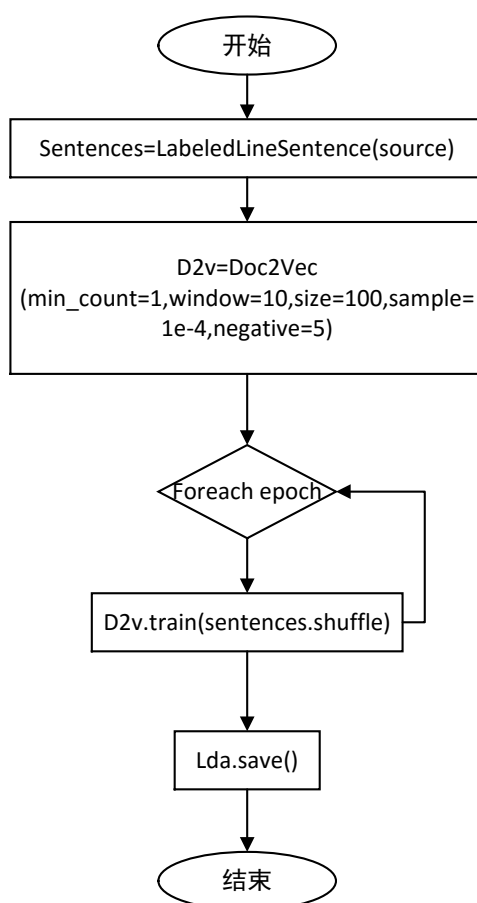 开始
Sentences=LabeledLineSentence(source)
D2v=Doc2Vec
(min_count=1,window=10,size=100,sample=
1e-4,negative=5)
Foreach epoch
D2v.train(sentences.shuffle)
Lda.save()
结束